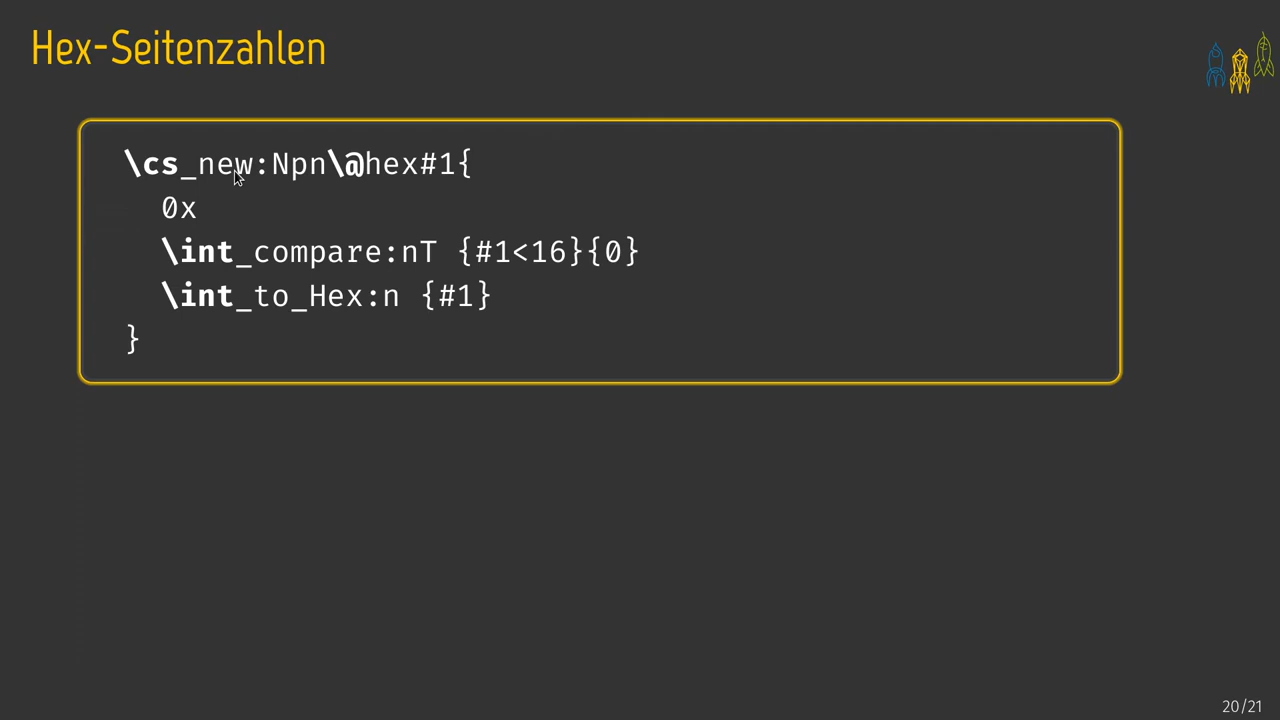 Hex-Seitenzahlen
\cs_new:Npn\@hex#1{
0x
\int_compare:nT {#1<16}{0}
\int_to_Hex:n {#1}
}
20/21